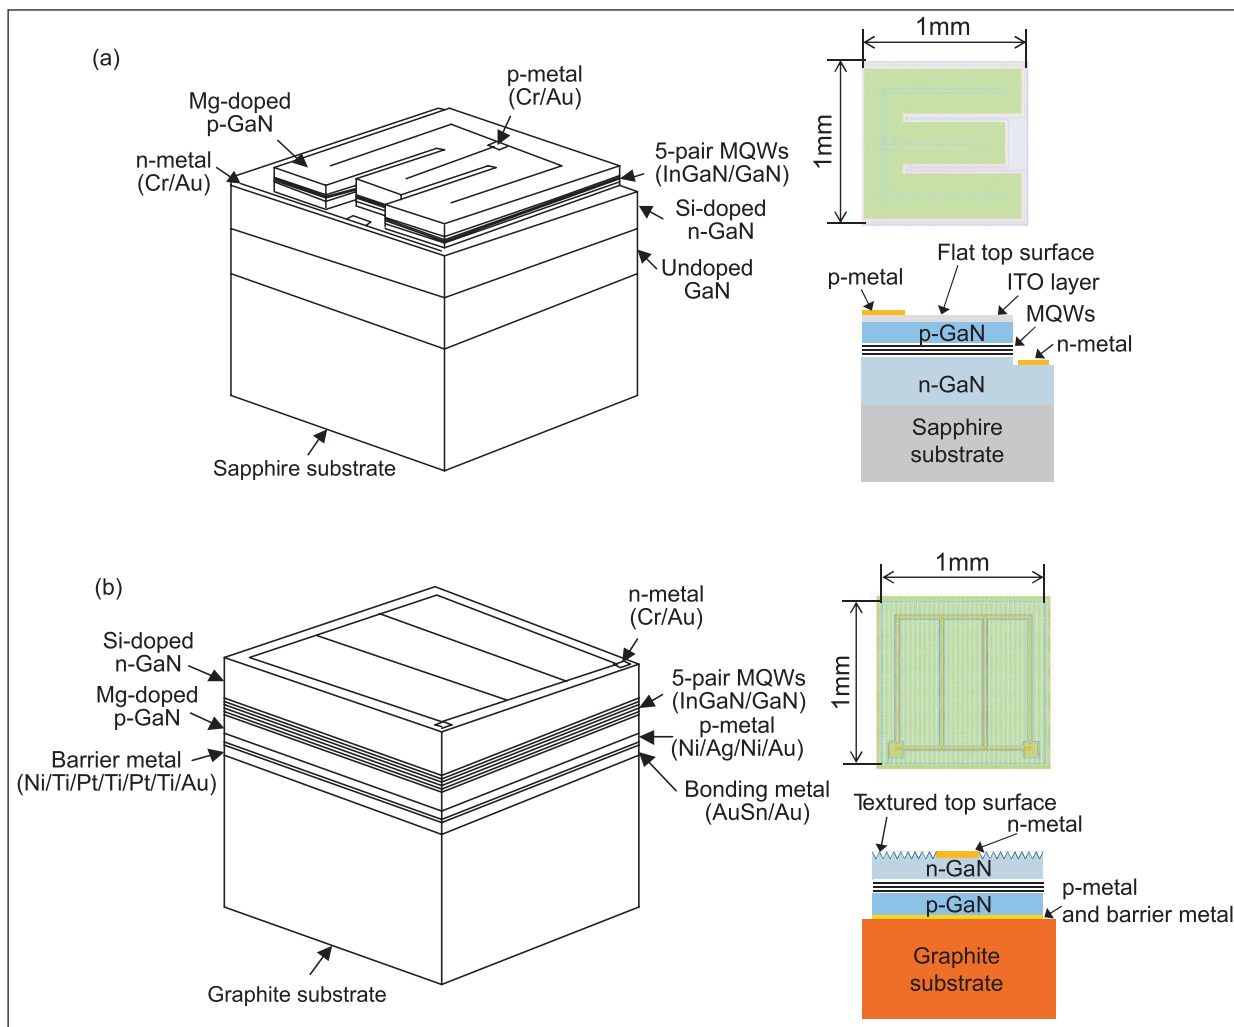 (a)
p-metal
(Cr/Au)
Mg-doped
p-GaN
n-metal
(Cr/Au)
5-pair MQWs
(InGaN/GaN)
Si-doped
n-GaN
Undoped
GaN
Sapphire substrate
1mm
1mm
Flat top surface
p-metal
ITO layer
MQWs
n-metal
p-GaN
n-GaN
Sapphire
substrate
(b)
n-metal
(Cr/Au)
Si-doped
n-GaN
Mg-doped
p-GaN
Barrier metal
(Ni/Ti/Pt/Ti/Pt/Ti/Au)
5-pair MQWs
(InGaN/GaN)
p-metal
(Ni/Ag/Ni/Au)
Bonding metal
(AuSn/Au)
Graphite substrate
1mm
1mm
Textured top surface
n-metal
n-GaN
p-GaN
p-metal
and barrier metal
Graphite
substrate